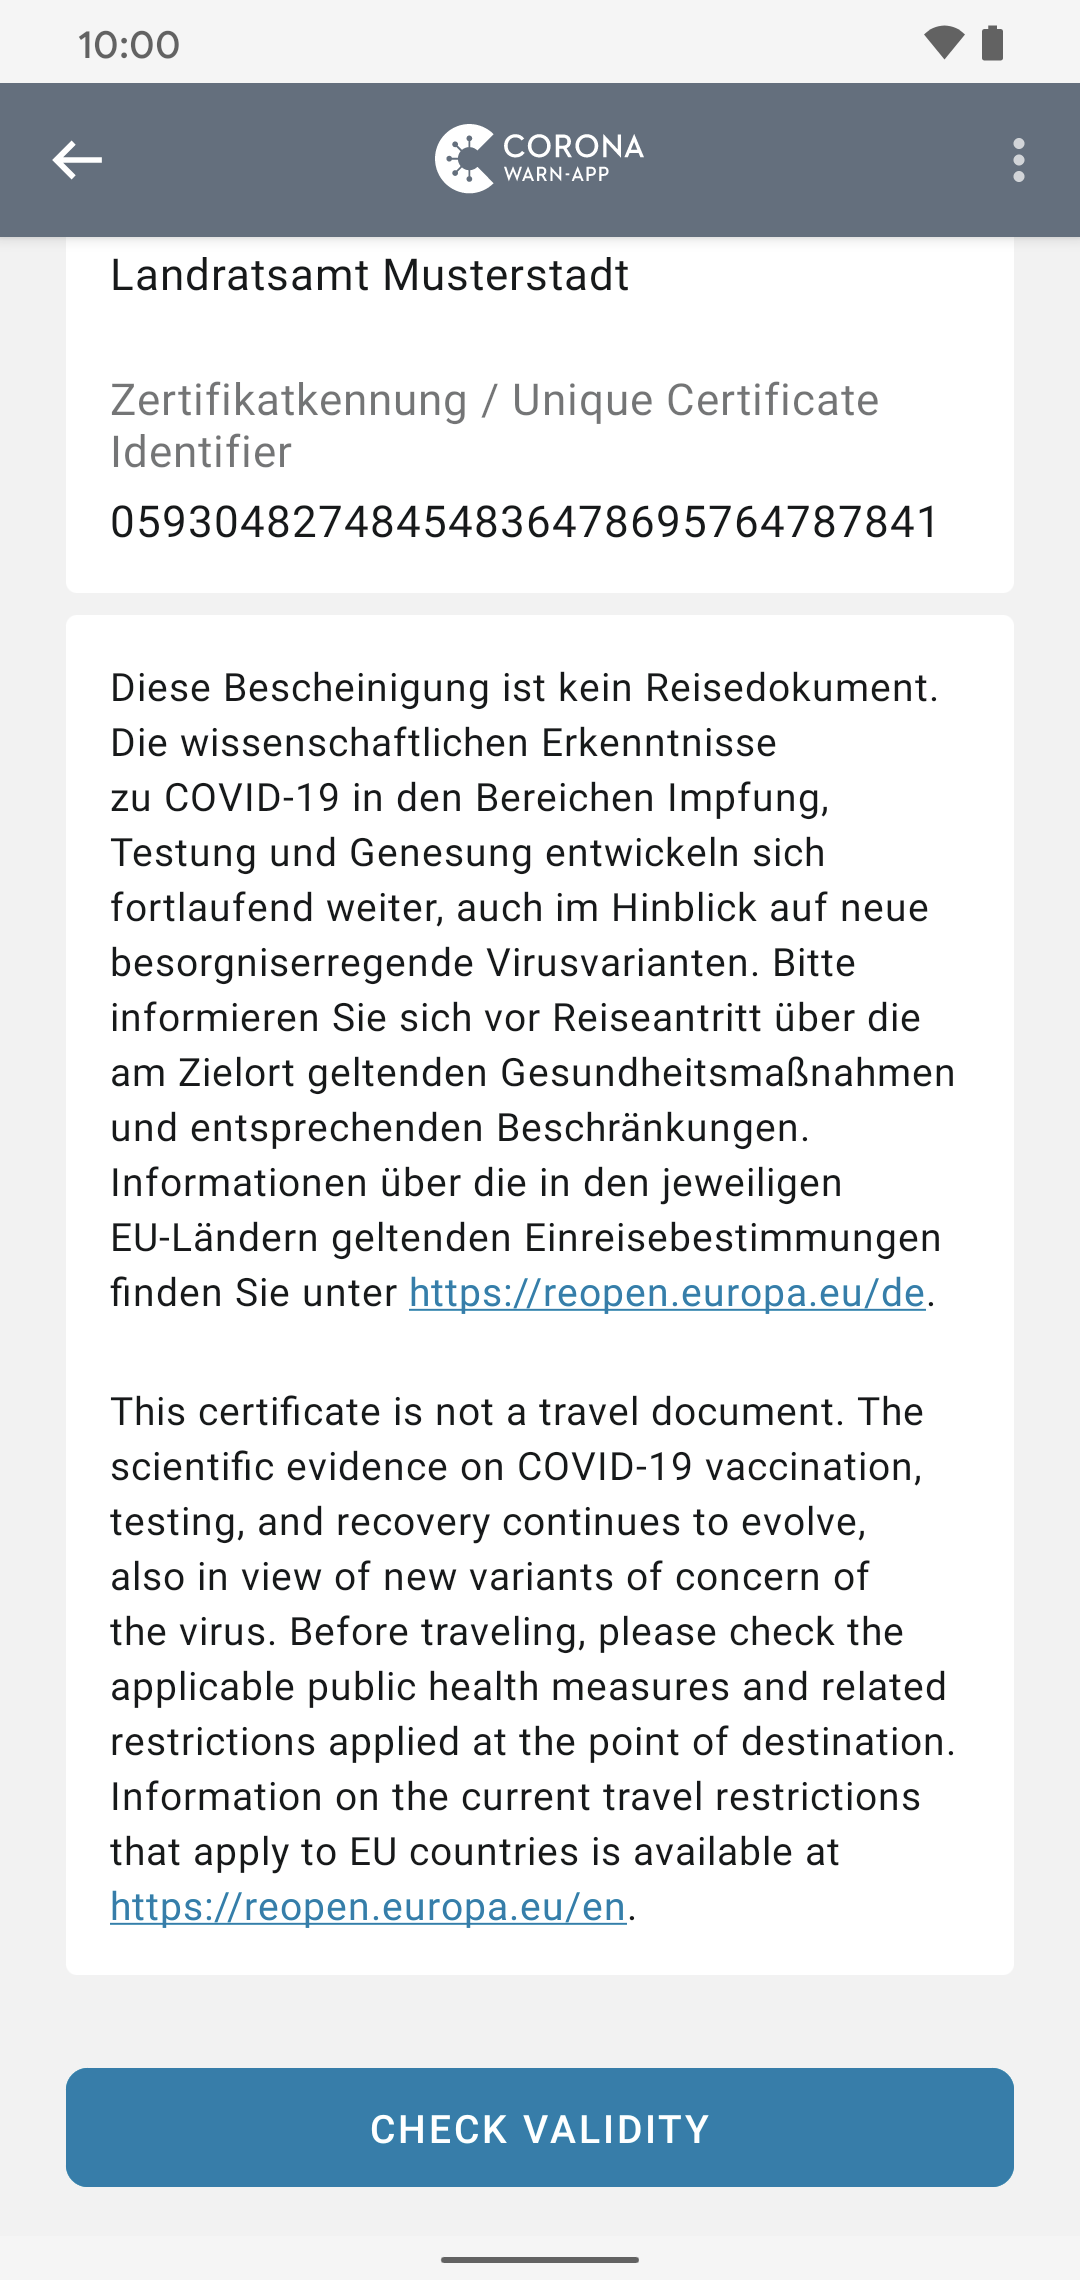 10:00
CORONA
WARN-APP
Landratsamt Musterstadt
Zertifikatkennung / Unique Certificate
Identifier
05930482748454836478695764787841
Diese Bescheinigung ist kein Reisedokument.
Die wissenschaftlichen Erkenntnisse
zu COVID-19 in den Bereichen Impfung,
Testung und Genesung entwickeln sich
fortlaufend weiter, auch im Hinblick auf neue
besorgniserregende Virusvarianten. Bitte
informieren Sie sich vor Reiseantritt über die
am Zielort geltenden Gesundheitsmaßnahmen
und entsprechenden Beschränkungen.
Informationen über die in den jeweiligen
EU-Ländern geltenden Einreisebestimmungen
finden Sie unter https://reopen.europa.eu/de.
This certificate is not a travel document. The
scientific evidence on COVID-19 vaccination,
testing, and recovery continues to evolve,
also in view of new variants of concern of
the virus. Before traveling, please check the
applicable public health measures and related
restrictions applied at the point of destination.
Information on the current travel restrictions
that apply to EU countries is available at
https://reopen.europa.eu/en.
CHECK VALIDITY